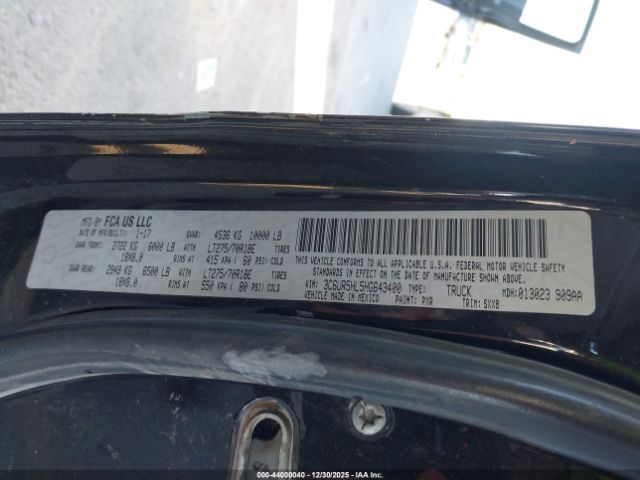 MFD BY FCA US LLC
DATE OF MFR 1-17 GVWR: 4536 KG 10000 LB
GAWR FRONT: 2722 KG 6000 LB WITH LT275/70R18E TIRES
18X8.0 RIMS AT 415 KPA ( 60 PSI) COLD
GAWR REAR: 2949 KG 6500 LB WITH LT275/70R18E TIRES
18X8.0 RIMS AT 550 KPA ( 80 PSI) COLD
THIS VEHICLE CONFORMS TO ALL APPLICABLE U.S.A. FEDERAL MOTOR VEHICLE SAFETY
STANDARDS IN EFFECT ON THE DATE OF MANUFACTURE SHOWN ABOVE.
VIN: 3C6UR5HL5HG643400 TYPE: TRUCK MDH: 013023 909AA
VEHICLE MADE IN MEXICO PAINT: PXR TRIM: SXX8
000-44000040 • 12/30/2025 • IAA HOLDINGS, LLC